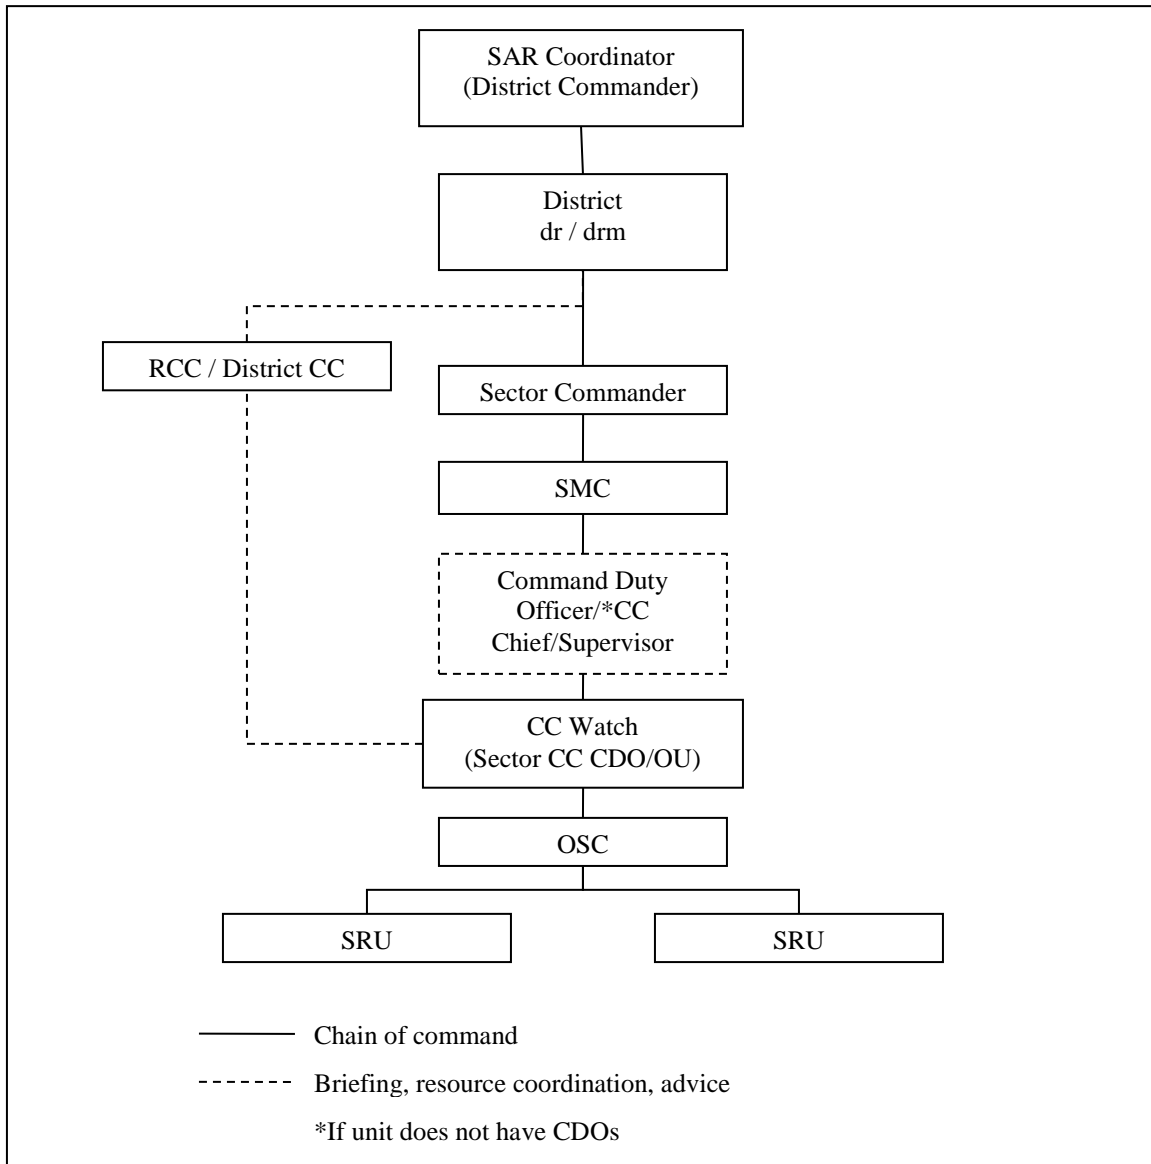 SAR Coordinator
(District Commander)
District
dr / drm
RCC / District CC
Sector Commander
SMC
Command Duty
Officer/*CC
Chief/Supervisor
CC Watch
(Sector CC CDO/OU)
OSC
SRU
SRU
Chain of command
Briefing, resource coordination, advice
*If unit does not have CDOs